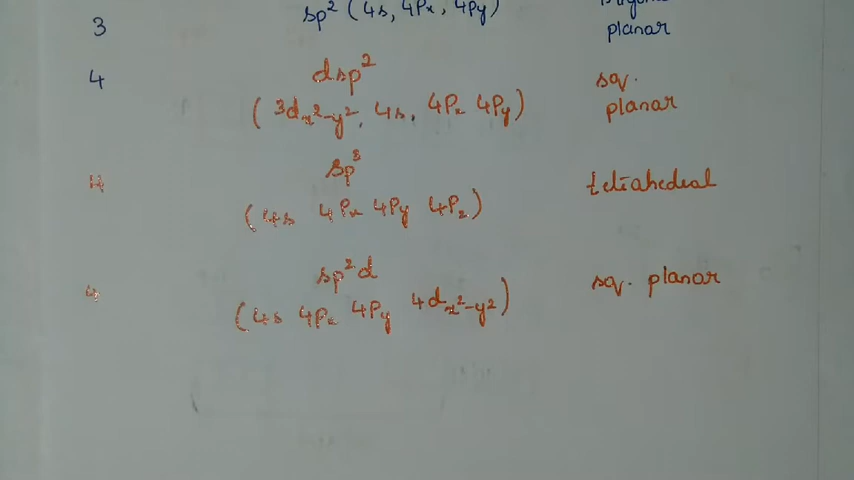 3 sp² (4s, 4Px, 4Py) planar
4 dsp² sq.
(3dx²-y², 4s, 4Px 4Py) planar
4 sp³ tetrahedral
(4s 4Px 4Py 4Pz)
4 sp²d sq. planar
(4s 4Px 4Py 4dx²-y²)